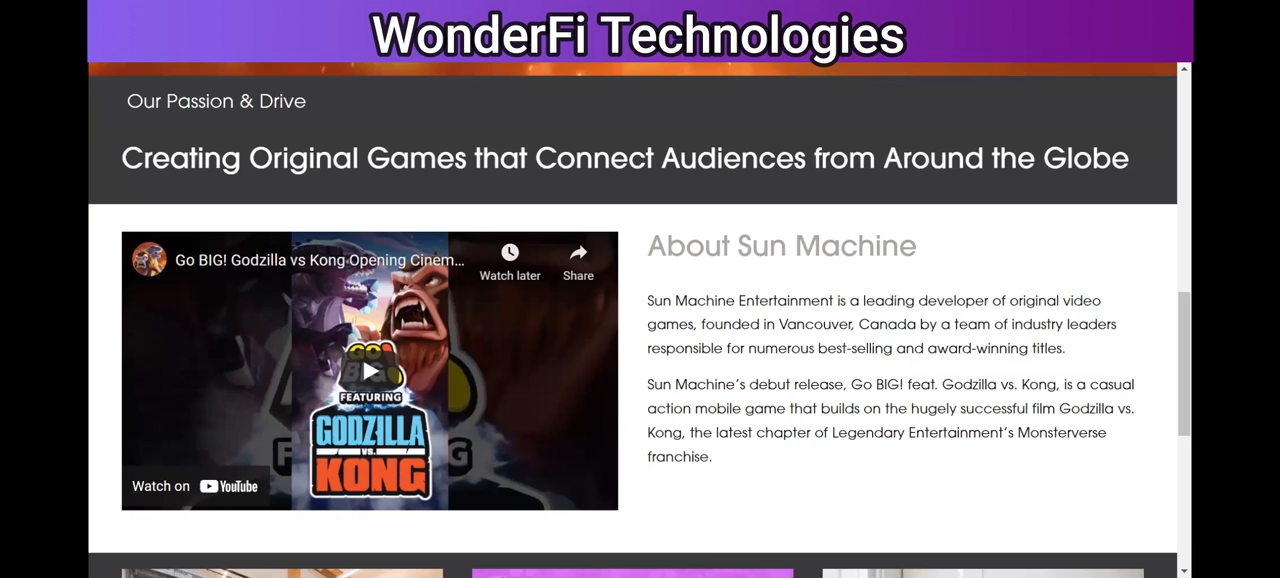 WonderFi Technologies
Our Passion & Drive
Creating Original Games that Connect Audiences from Around the Globe
Go BIG! Godzilla vs Kong Opening Cinem...
Watch later
Share
GO
BIG
FEATURING
GODZILLA
VS.
KONG
Watch on YouTube
About Sun Machine
Sun Machine Entertainment is a leading developer of original video
games, founded in Vancouver, Canada by a team of industry leaders
responsible for numerous best-selling and award-winning titles.
Sun Machine's debut release, Go BIG! feat. Godzilla vs. Kong, is a casual
action mobile game that builds on the hugely successful film Godzilla vs.
Kong, the latest chapter of Legendary Entertainment's Monsterverse
franchise.